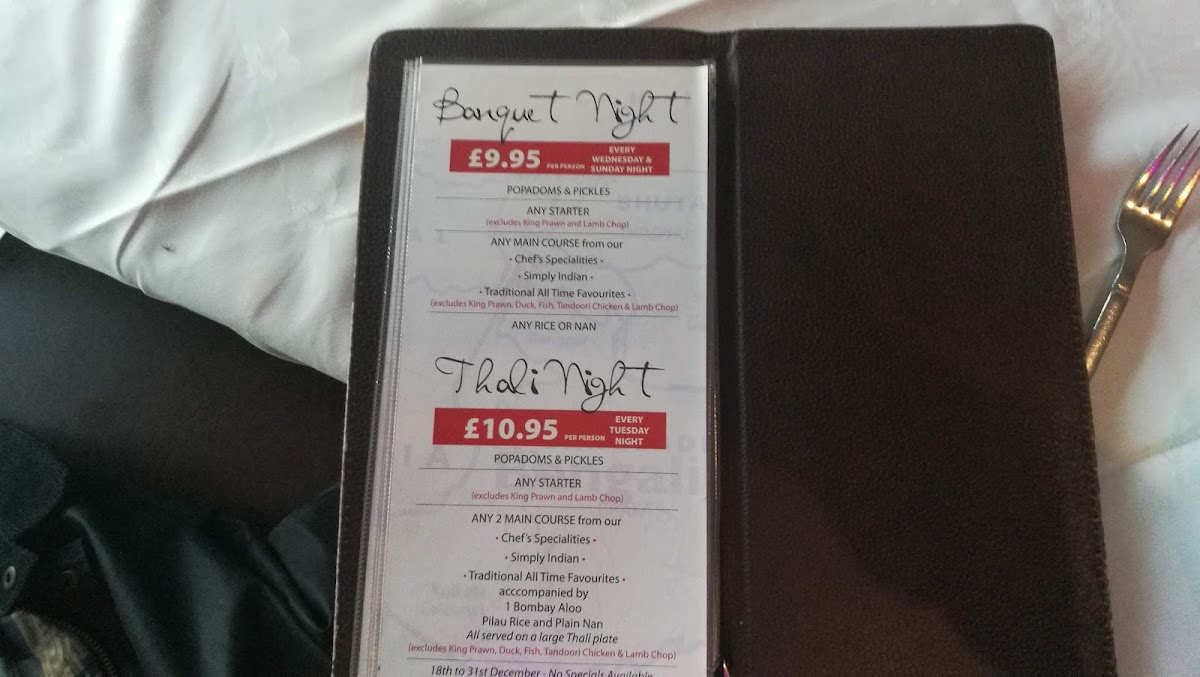 Banquet Night
£9.95 PER PERSON EVERY WEDNESDAY & SUNDAY NIGHT
POPADOMS & PICKLES
ANY STARTER
(excludes King Prawn and Lamb Chop)
ANY MAIN COURSE from our
• Chef's Specialities •
• Simply Indian •
• Traditional All Time Favourites •
(excludes King Prawn, Duck, Fish, Tandoori Chicken & Lamb Chop)
ANY RICE OR NAN
Thali Night
£10.95 PER PERSON EVERY TUESDAY NIGHT
POPADOMS & PICKLES
ANY STARTER
(excludes King Prawn and Lamb Chop)
ANY 2 MAIN COURSE from our
• Chef's Specialities •
• Simply Indian •
• Traditional All Time Favourites •
acccompanied by
1 Bombay Aloo
Pilau Rice and Plain Nan
All served on a large Thali plate
(excludes King Prawn, Duck, Fish, Tandoori Chicken & Lamb Chop)
18th to 31st December - No Specials Available